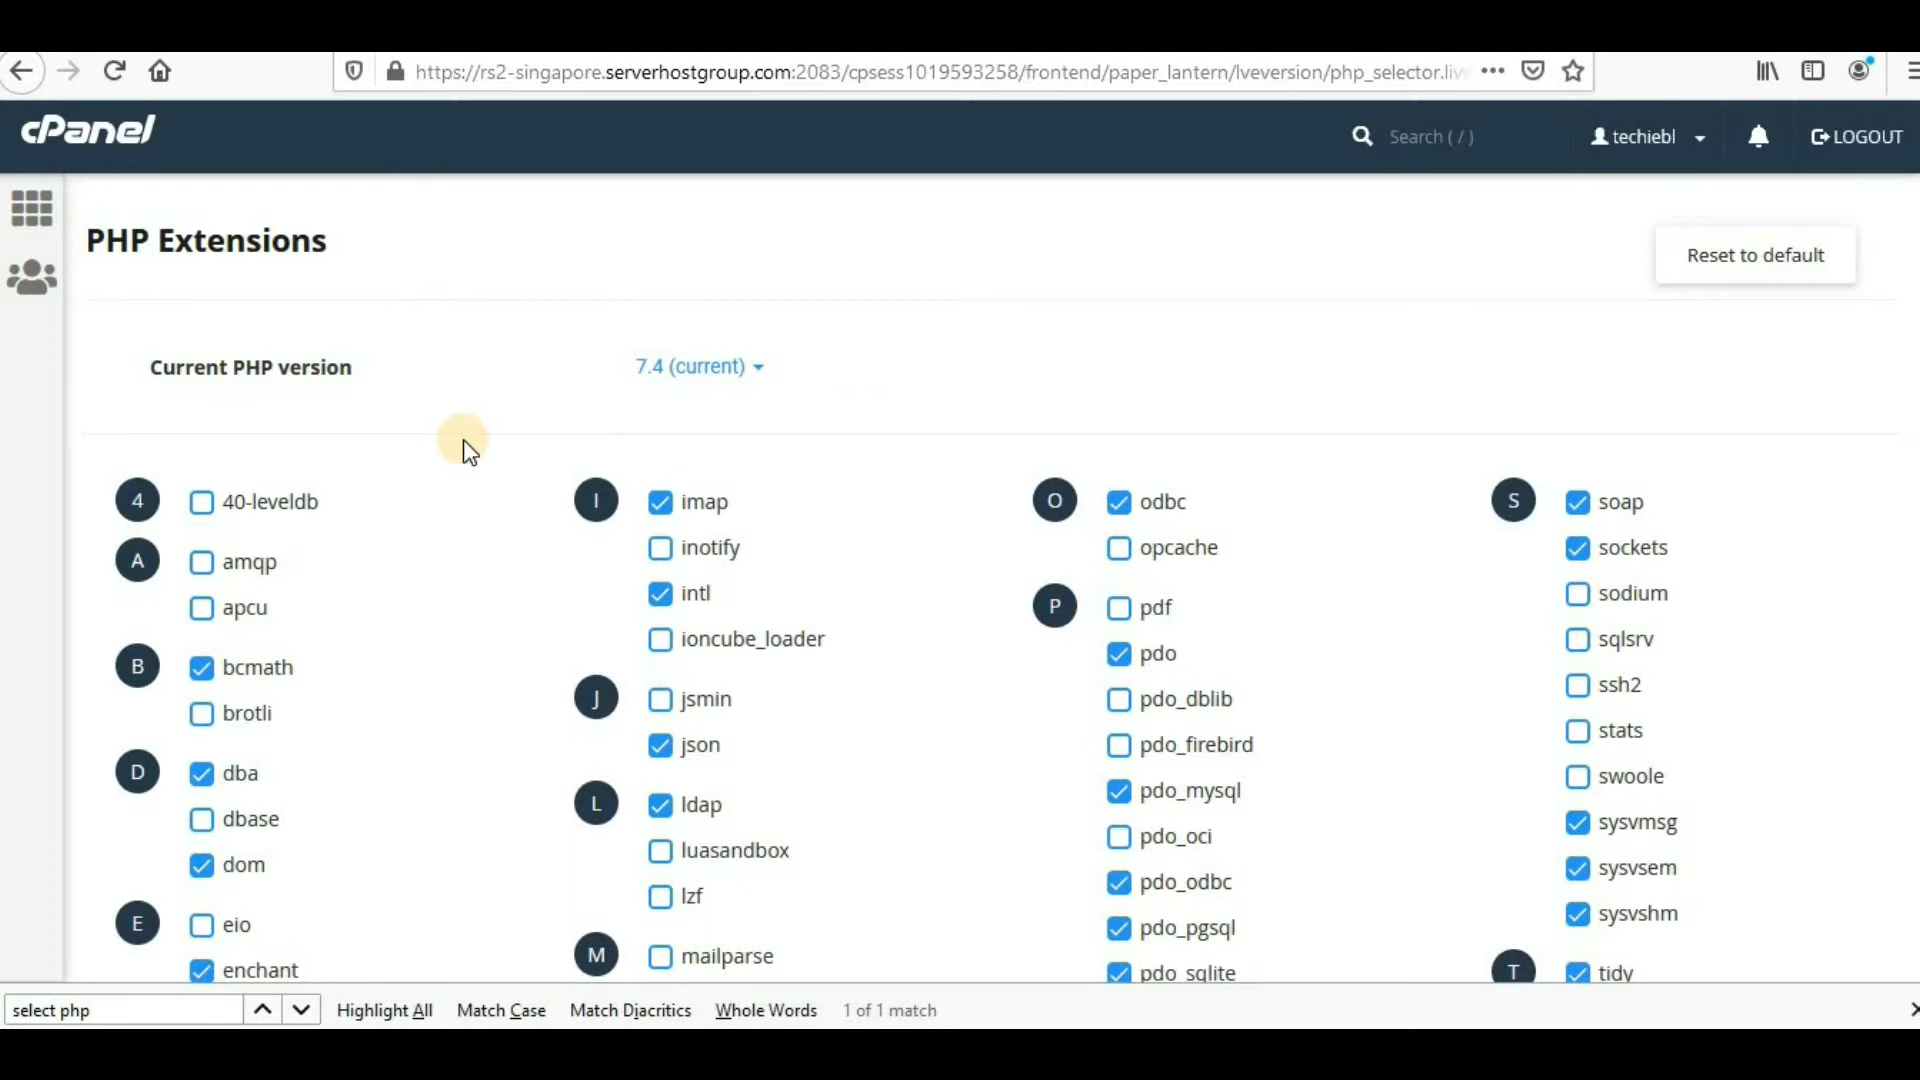 https://rs2-singapore.serverhostgroup.com:2083/cpsess1019593258/frontend/paper_lantern/lveversion/php_selector.liv
cPanel
Search ( / )
techiebl
LOGOUT
PHP Extensions
Reset to default
Current PHP version
7.4 (current)
4
40-leveldb
A
amqp
apcu
B
bcmath
brotli
D
dba
dbase
dom
E
eio
enchant
I
imap
inotify
intl
ioncube_loader
J
jsmin
json
L
ldap
luasandbox
lzf
M
mailparse
O
odbc
opcache
P
pdf
pdo
pdo_dblib
pdo_firebird
pdo_mysql
pdo_oci
pdo_odbc
pdo_pgsql
pdo_sqlite
S
soap
sockets
sodium
sqlsrv
ssh2
stats
swoole
sysvmsg
sysvsem
sysvshm
T
tidy
select php
Highlight All
Match Case
Match Diacritics
Whole Words
1 of 1 match